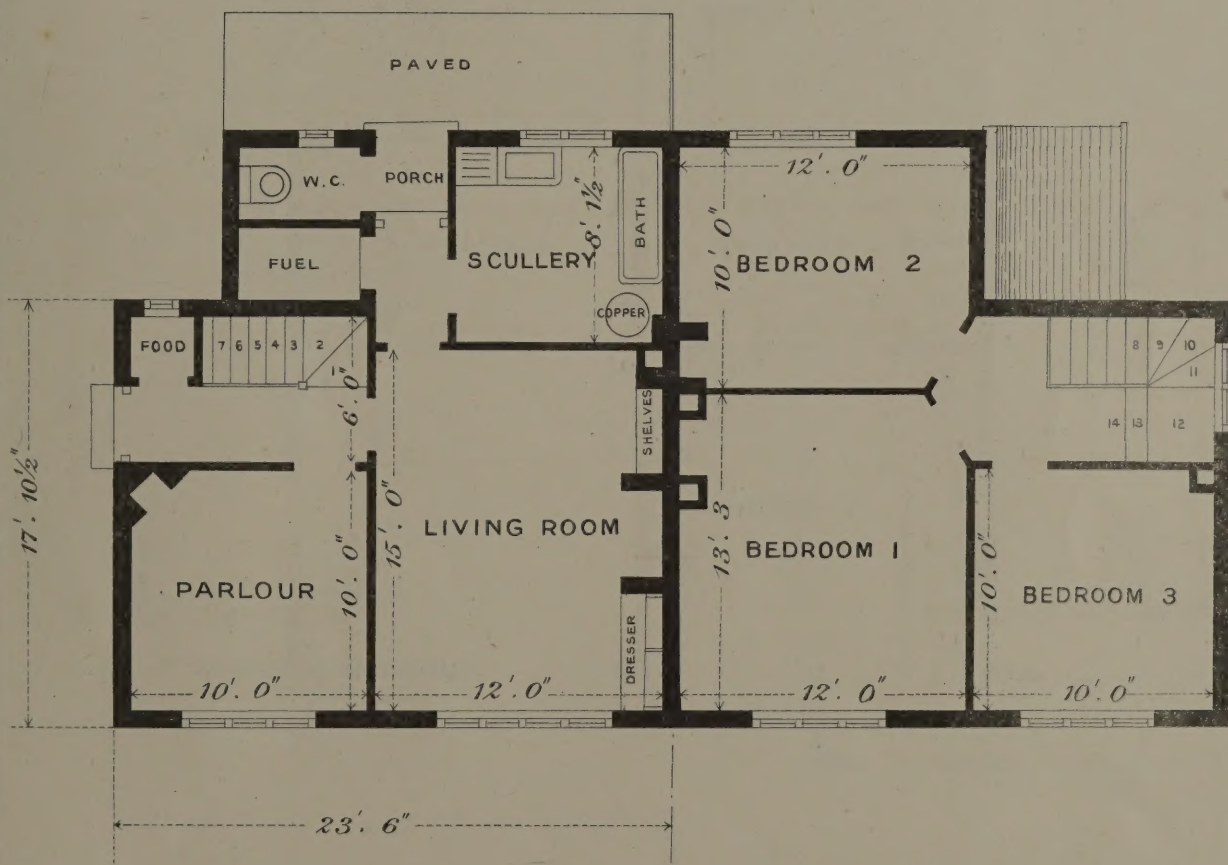 PAVED
W.C.
PORCH
12'. 0"
8'. 1½"
BATH
10'. 0"
FUEL
SCULLERY
BEDROOM 2
COPPER
FOOD
7 6 5 4 3 2
1
8 9 10
11
6'. 0"
SHELVES
14 13 12
17'. 10½"
15'. 0"
LIVING ROOM
13'. 3
BEDROOM 1
PARLOUR
10'. 0"
10'. 0"
BEDROOM 3
DRESSER
10'. 0"
12'. 0"
12'. 0"
10'. 0"
23'. 6"